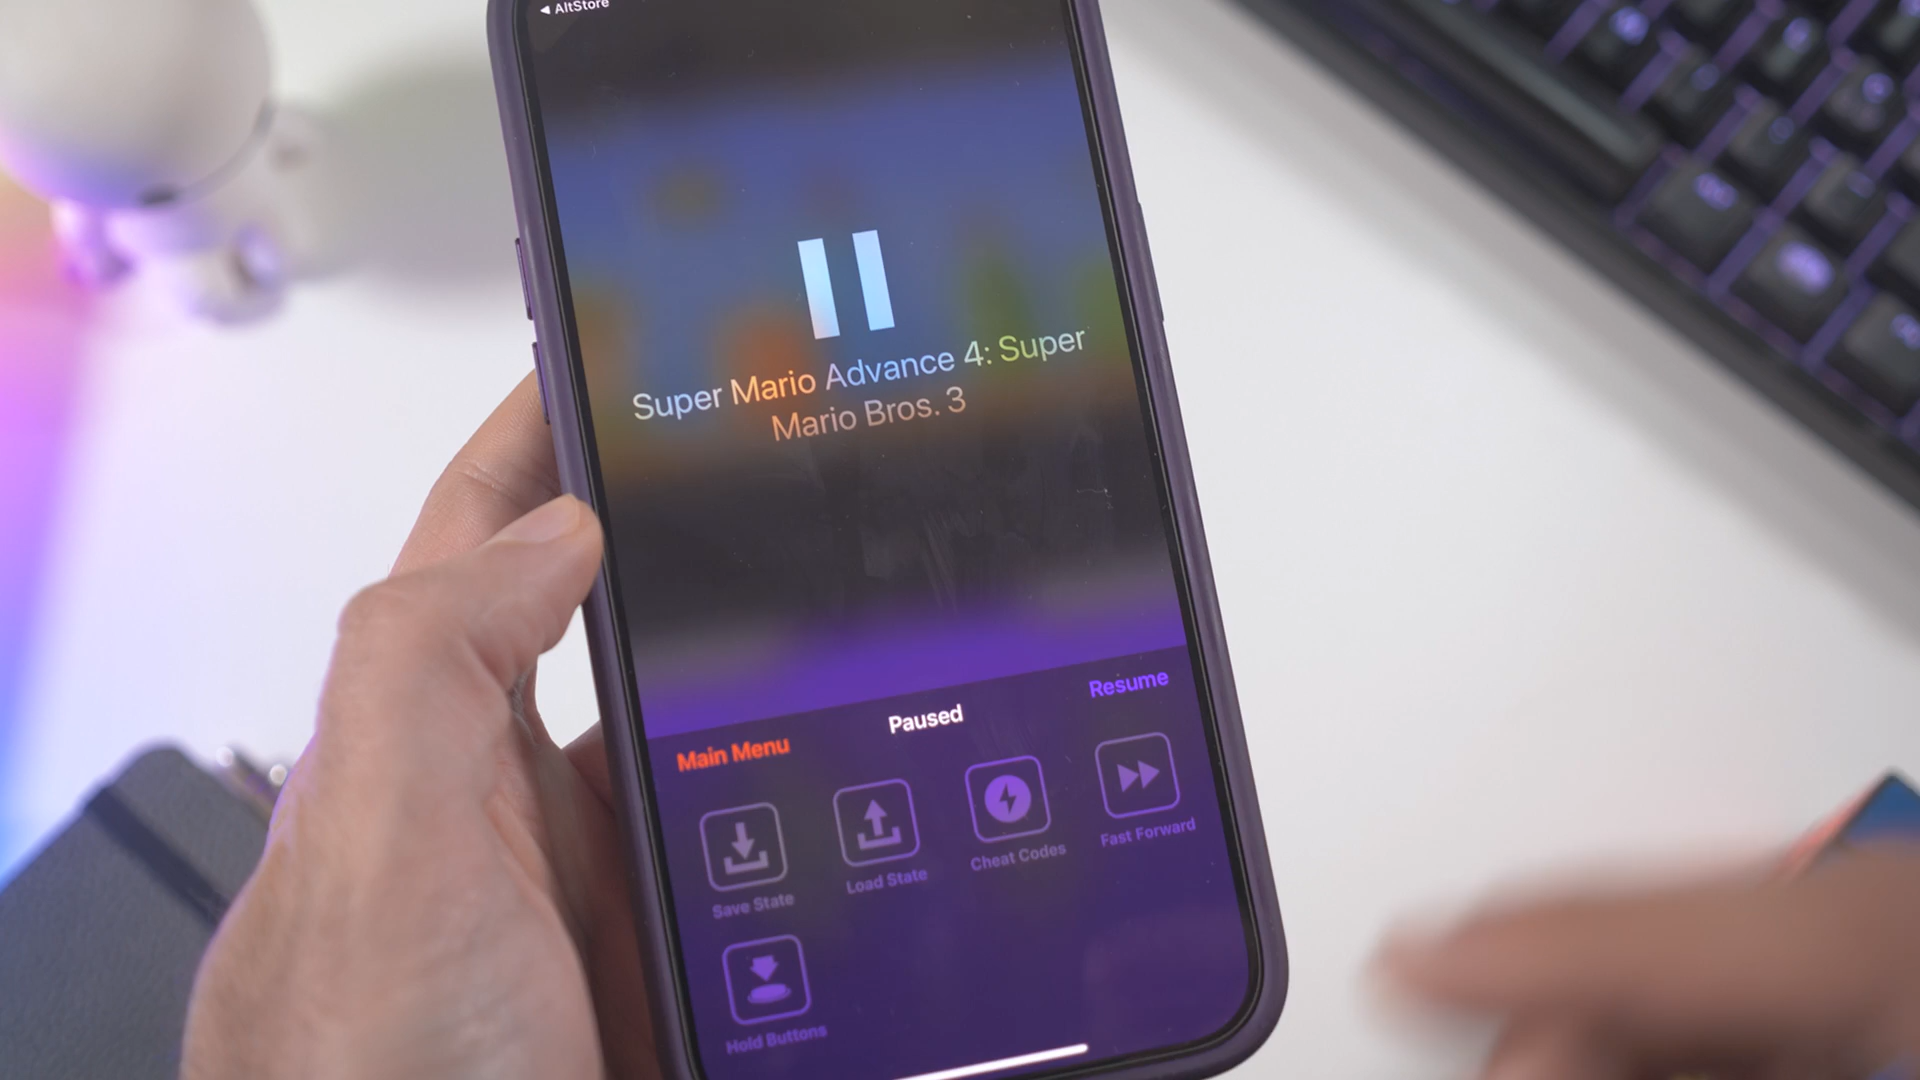 ◀ AltStore
Super Mario Advance 4: Super
Mario Bros. 3
Main Menu
Paused
Resume
Save State
Load State
Cheat Codes
Fast Forward
Hold Buttons